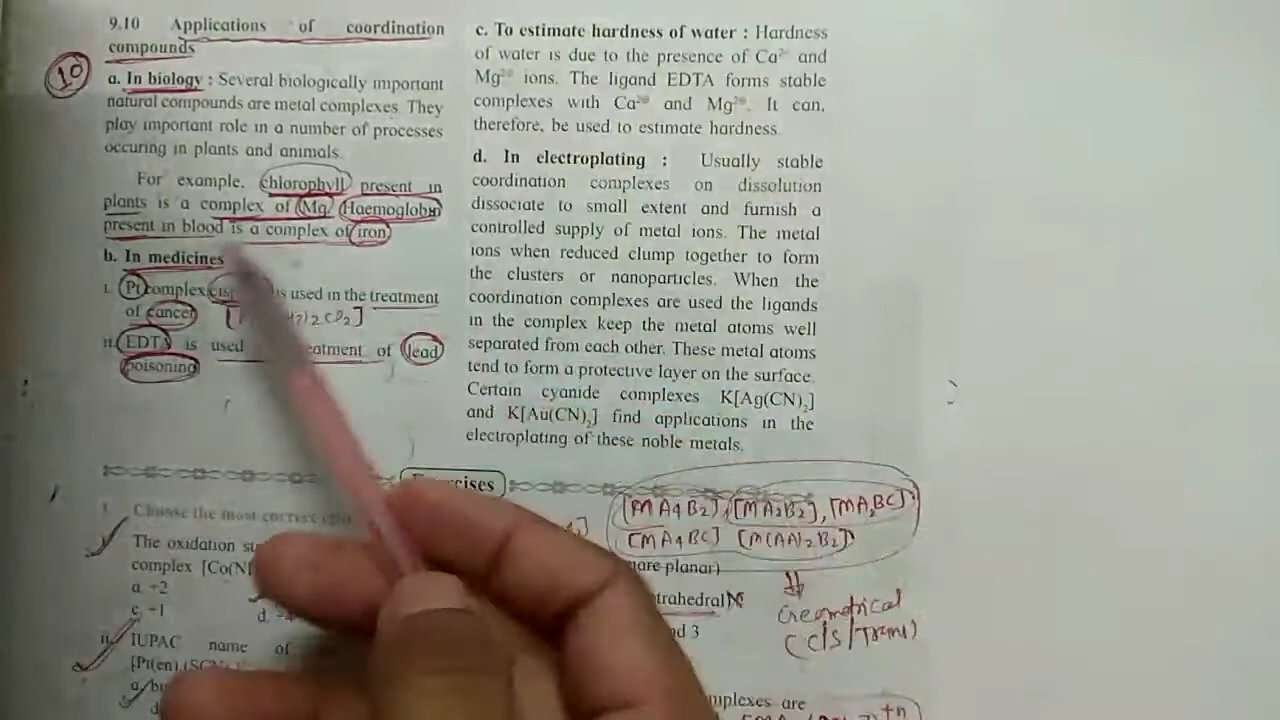 9.10 Applications of coordination
compounds
10
a. In biology : Several biologically important
natural compounds are metal complexes. They
play important role in a number of processes
occuring in plants and animals.
For example, chlorophyll present in
plants is a complex of Mg. Haemoglobin
present in blood is a complex of iron
b. In medicines
i. Pt complex is used in the treatment
of cancer
ii. EDTA is used treatment of lead
poisoning
c. To estimate hardness of water : Hardness
of water is due to the presence of Ca²⊕ and
Mg²⊕ ions. The ligand EDTA forms stable
complexes with Ca²⊕ and Mg²⊕. It can,
therefore, be used to estimate hardness.
d. In electroplating : Usually stable
coordination complexes on dissolution
dissociate to small extent and furnish a
controlled supply of metal ions. The metal
ions when reduced clump together to form
the clusters or nanoparticles. When the
coordination complexes are used the ligands
in the complex keep the metal atoms well
separated from each other. These metal atoms
tend to form a protective layer on the surface.
Certain cyanide complexes K[Ag(CN)₂]
and K[Au(CN)₂] find applications in the
electroplating of these noble metals.
[MA4B2], [MA2B2], [MA2BC]
[MA4BC] [M(AA)2B2]
Geometrical
(cis/Trans)
Choose the most correct
The oxidation
complex
a. +2
c. -1
d.
ii. IUPAC name of
[Pt(en)
a.
planar)
and 3
complexes are
+n